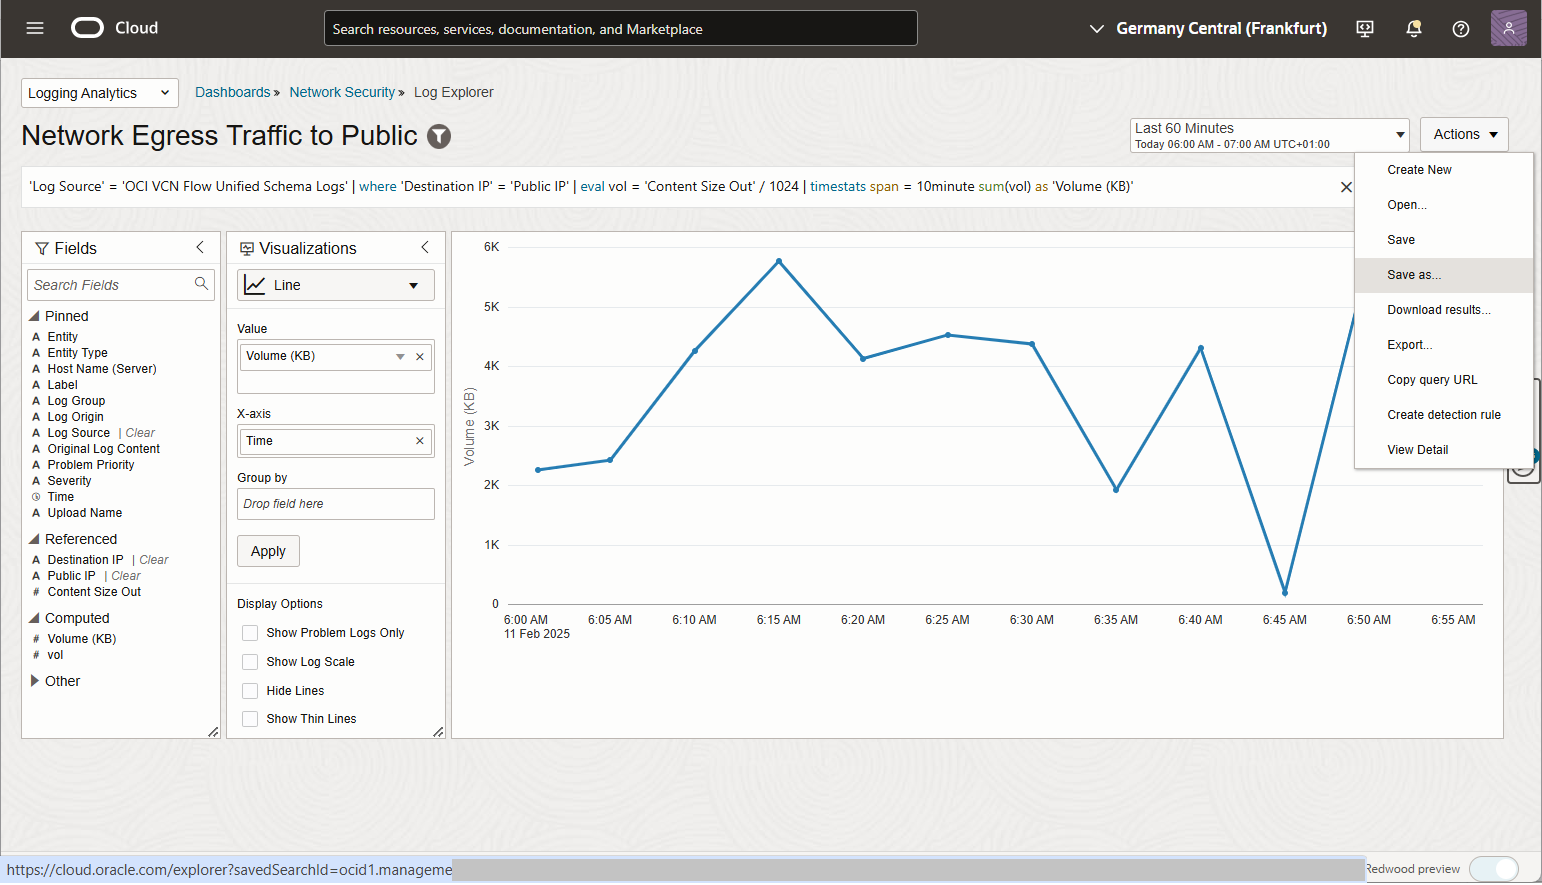 Cloud
Search resources, services, documentation, and Marketplace
Germany Central (Frankfurt)
Logging Analytics
Dashboards » Network Security » Log Explorer
Network Egress Traffic to Public
Last 60 Minutes
Today 06:00 AM - 07:00 AM UTC+01:00
Actions
'Log Source' = 'OCI VCN Flow Unified Schema Logs' | where 'Destination IP' = 'Public IP' | eval vol = 'Content Size Out' / 1024 | timestats span = 10minute sum(vol) as 'Volume (KB)'
Create New
Open...
Save
Save as...
Download results...
Export...
Copy query URL
Create detection rule
View Detail
Fields
Search Fields
Pinned
A Entity
A Entity Type
A Host Name (Server)
A Label
A Log Group
A Log Origin
A Log Source | Clear
A Original Log Content
A Problem Priority
A Severity
Time
A Upload Name
Referenced
A Destination IP | Clear
A Public IP | Clear
# Content Size Out
Computed
# Volume (KB)
# vol
Other
Visualizations
Line
Value
Volume (KB)
X-axis
Time
Group by
Drop field here
Apply
Display Options
Show Problem Logs Only
Show Log Scale
Hide Lines
Show Thin Lines
Volume (KB)
6K
5K
4K
3K
2K
1K
0
6:00 AM 6:05 AM 6:10 AM 6:15 AM 6:20 AM 6:25 AM 6:30 AM 6:35 AM 6:40 AM 6:45 AM 6:50 AM 6:55 AM
11 Feb 2025
https://cloud.oracle.com/explorer?savedSearchId=ocid1.manageme
Redwood preview